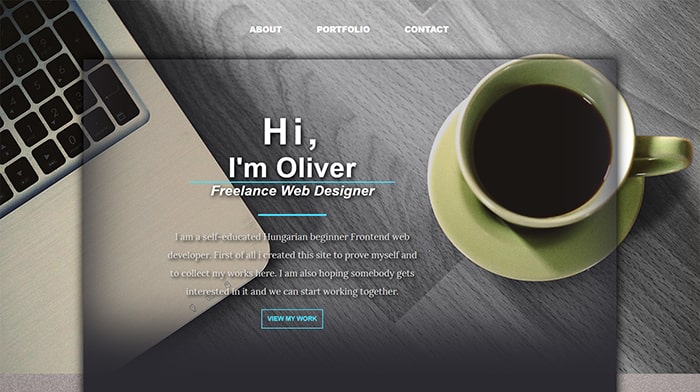 ABOUT PORTFOLIO CONTACT
Hi,
I'm Oliver
Freelance Web Designer
I am a self-educated Hungarian beginner Frontend web
developer. First of all i created this site to prove myself and
to collect my works here. I am also hoping somebody gets
interested in it and we can start working together.
VIEW MY WORK